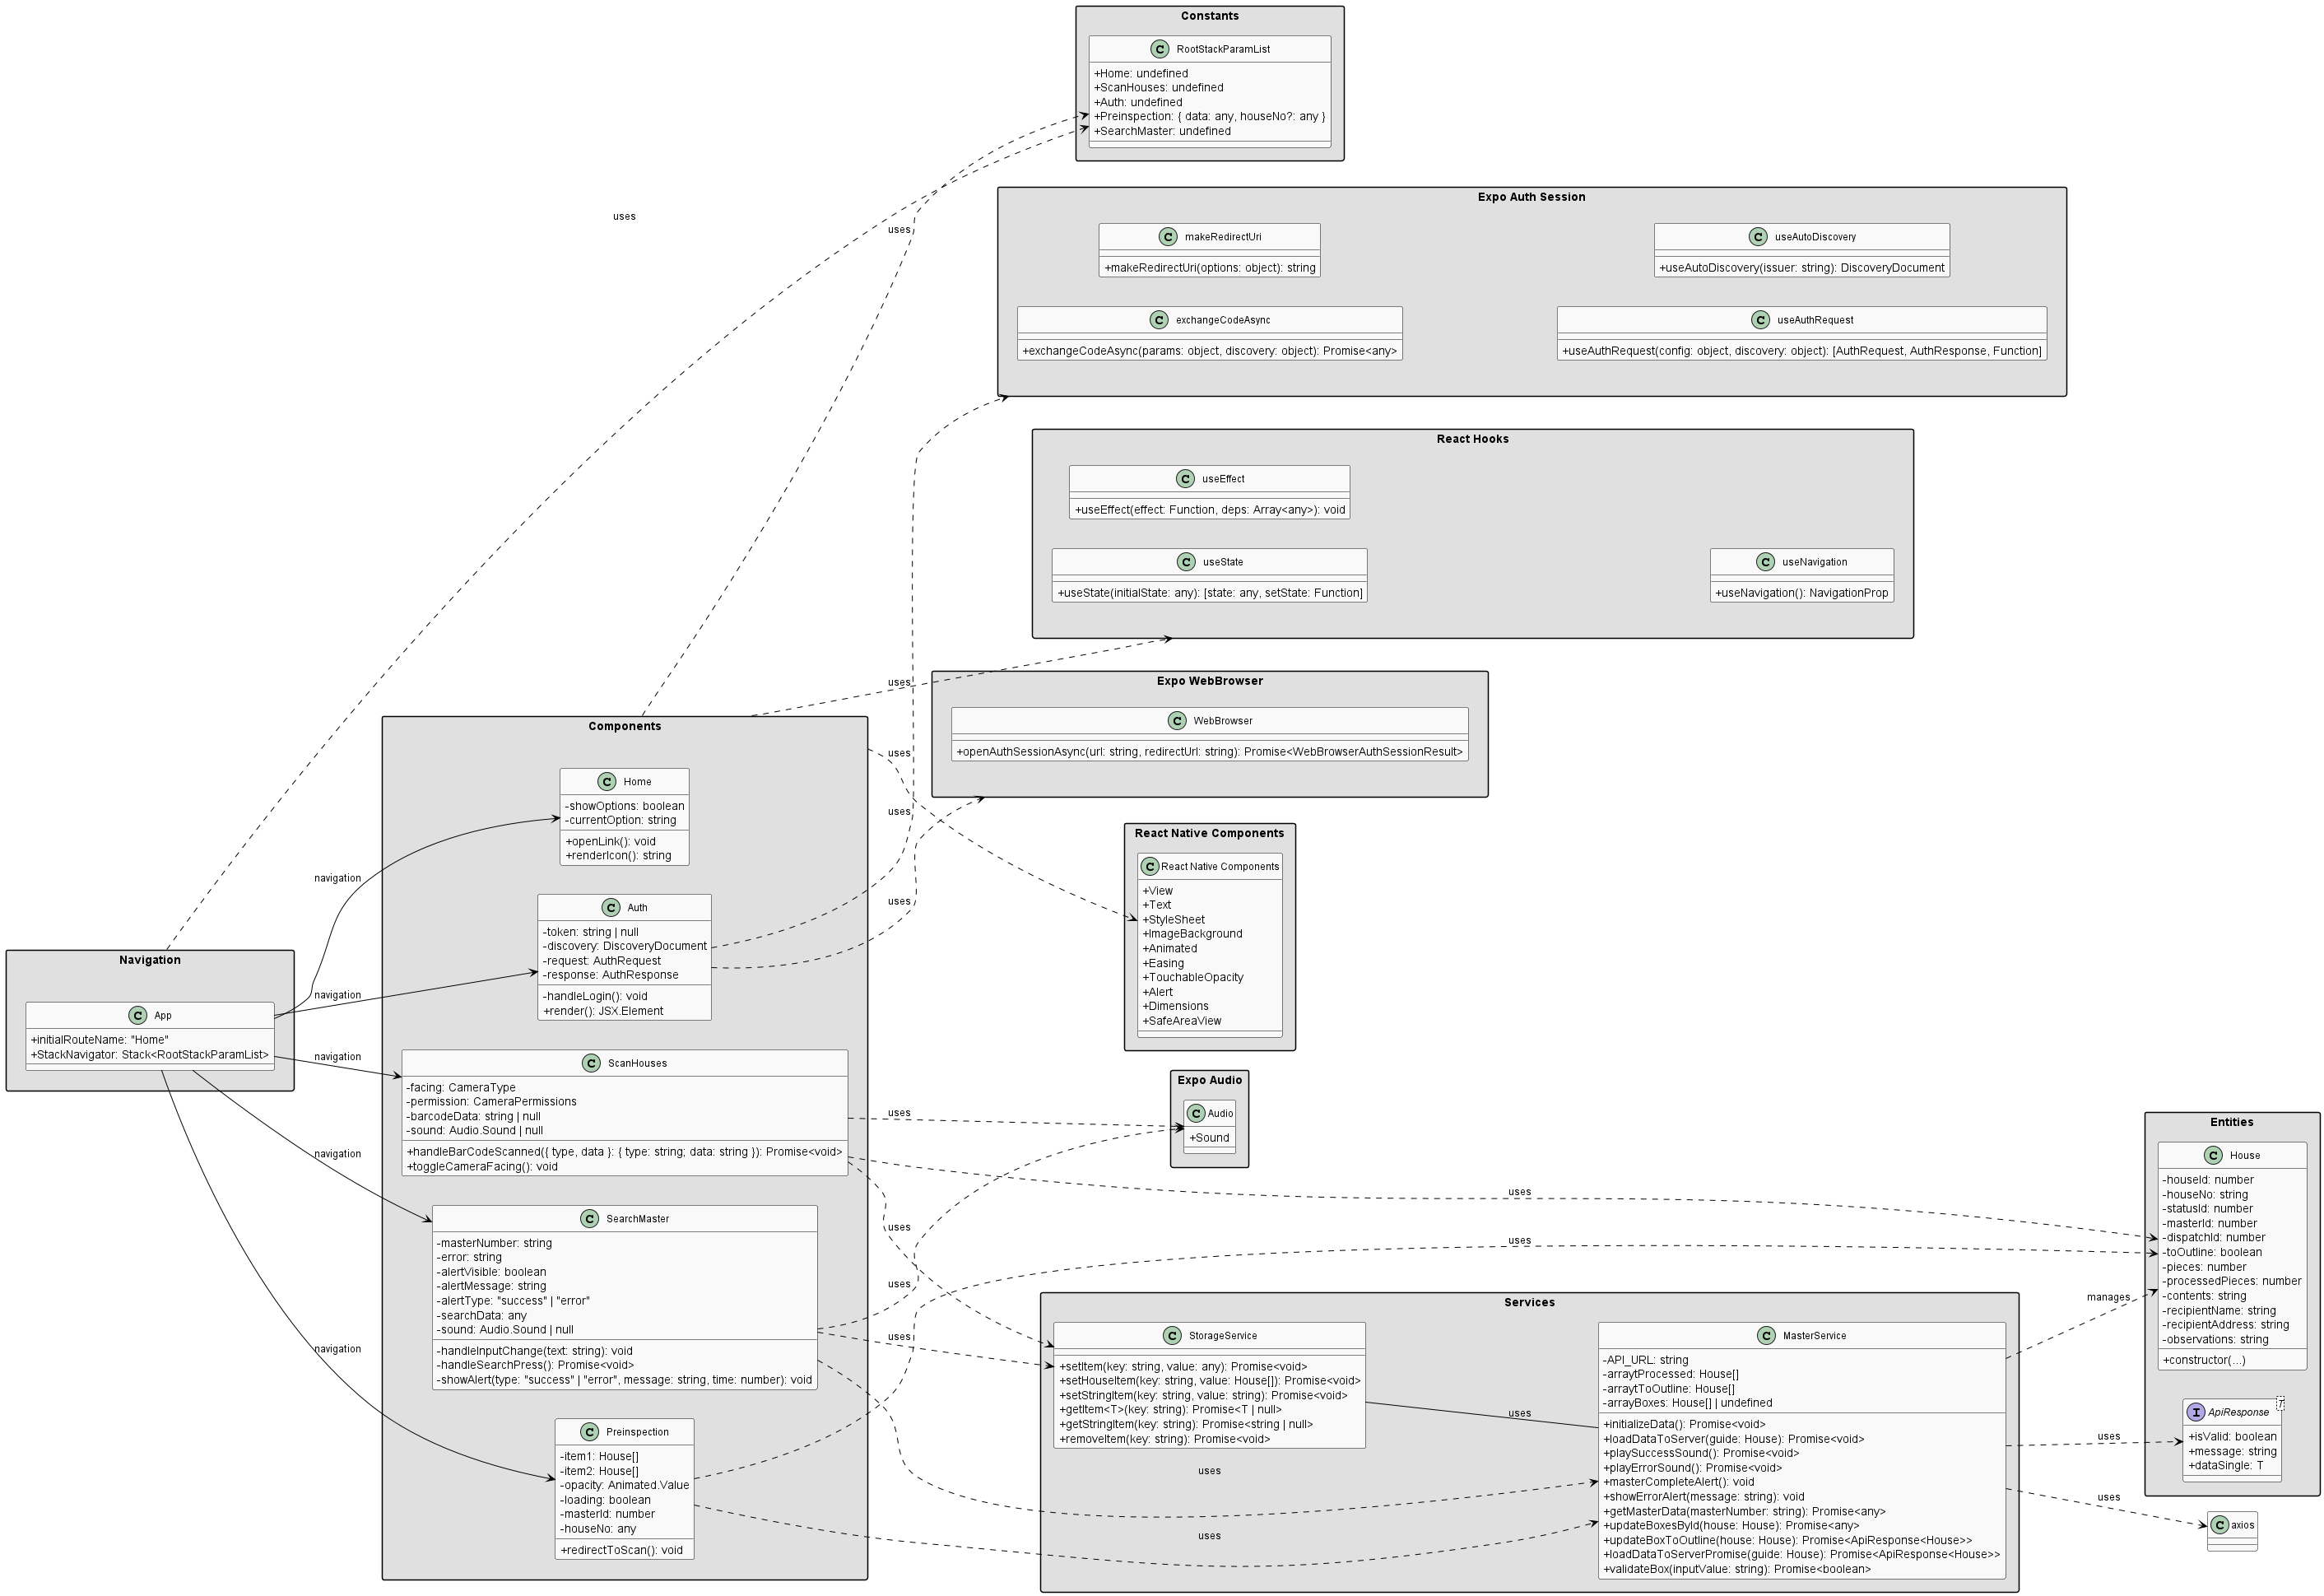 Constants
C RootStackParamList
+Home: undefined
+ScanHouses: undefined
+Auth: undefined
+Preinspection: { data: any, houseNo?: any }
+SearchMaster: undefined
uses
uses
Expo Auth Session
C makeRedirectUri
+makeRedirectUri(options: object): string
C useAutoDiscovery
+useAutoDiscovery(issuer: string): DiscoveryDocument
C exchangeCodeAsync
+exchangeCodeAsync(params: object, discovery: object): Promise<any>
C useAuthRequest
+useAuthRequest(config: object, discovery: object): [AuthRequest, AuthResponse, Function]
React Hooks
C useEffect
+useEffect(effect: Function, deps: Array<any>): void
C useState
+useState(initialState: any): [state: any, setState: Function]
C useNavigation
+useNavigation(): NavigationProp
uses
uses
uses
uses
Expo WebBrowser
C WebBrowser
+openAuthSessionAsync(url: string, redirectUrl: string): Promise<WebBrowserAuthSessionResult>
React Native Components
C React Native Components
+View
+Text
+StyleSheet
+ImageBackground
+Animated
+Easing
+TouchableOpacity
+Alert
+Dimensions
+SafeAreaView
Navigation
C App
+initialRouteName: "Home"
+StackNavigator: Stack<RootStackParamList>
navigation
navigation
navigation
navigation
navigation
Components
C Home
-showOptions: boolean
-currentOption: string
+openLink(): void
+renderIcon(): string
C Auth
-token: string | null
-discovery: DiscoveryDocument
-request: AuthRequest
-response: AuthResponse
-handleLogin(): void
+render(): JSX.Element
C ScanHouses
-facing: CameraType
-permission: CameraPermissions
-barcodeData: string | null
-sound: Audio.Sound | null
+handleBarCodeScanned({ type, data }: { type: string; data: string }): Promise<void>
+toggleCameraFacing(): void
C SearchMaster
-masterNumber: string
-error: string
-alertVisible: boolean
-alertMessage: string
-alertType: "success" | "error"
-searchData: any
-sound: Audio.Sound | null
-handleInputChange(text: string): void
-handleSearchPress(): Promise<void>
-showAlert(type: "success" | "error", message: string, time: number): void
C Preinspection
-item1: House[]
-item2: House[]
-opacity: Animated.Value
-loading: boolean
-masterId: number
-houseNo: any
+redirectToScan(): void
uses
uses
uses
uses
uses
uses
uses
uses
Expo Audio
C Audio
+Sound
Services
C StorageService
+setItem(key: string, value: any): Promise<void>
+setHouseItem(key: string, value: House[]): Promise<void>
+setStringItem(key: string, value: string): Promise<void>
+getItem<T>(key: string): Promise<T | null>
+getStringItem(key: string): Promise<string | null>
+removeItem(key: string): Promise<void>
uses
C MasterService
-API_URL: string
-arraytProcessed: House[]
-arraytToOutline: House[]
-arrayBoxes: House[] | undefined
+initializeData(): Promise<void>
+loadDataToServer(guide: House): Promise<void>
+playSuccessSound(): Promise<void>
+playErrorSound(): Promise<void>
+masterCompleteAlert(): void
+showErrorAlert(message: string): void
+getMasterData(masterNumber: string): Promise<any>
+updateBoxesById(house: House): Promise<any>
+updateBoxToOutline(house: House): Promise<ApiResponse<House>>
+loadDataToServerPromise(guide: House): Promise<ApiResponse<House>>
+validateBox(inputValue: string): Promise<boolean>
manages
uses
uses
Entities
C House
-houseId: number
-houseNo: string
-statusId: number
-masterId: number
-dispatchId: number
-toOutline: boolean
-pieces: number
-processedPieces: number
-contents: string
-recipientName: string
-recipientAddress: string
-observations: string
+constructor(...)
I ApiResponse T
+isValid: boolean
+message: string
+dataSingle: T
C axios